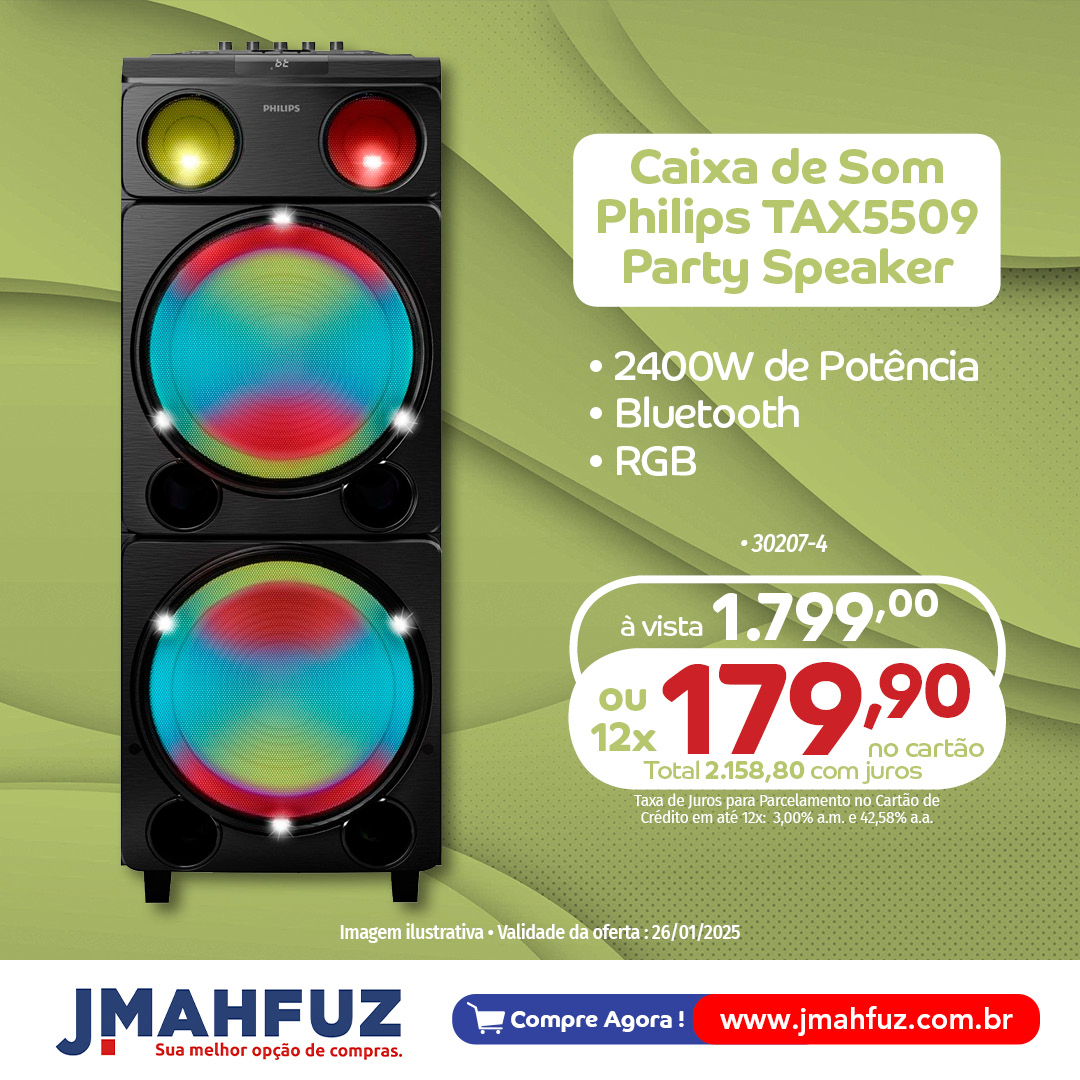 PHILIPS
Caixa de Som
Philips TAX5509
Party Speaker
• 2400W de Potência
• Bluetooth
• RGB
• 30207-4
à vista 1.799,00
ou
12x 179,90
no cartão
Total 2.158,80 com juros
Taxa de Juros para Parcelamento no Cartão de
Crédito em até 12x: 3,00% a.m. e 42,58% a.a.
Imagem ilustrativa • Validade da oferta : 26/01/2025
JMAHFUZ
Sua melhor opção de compras.
Compre Agora !
www.jmahfuz.com.br